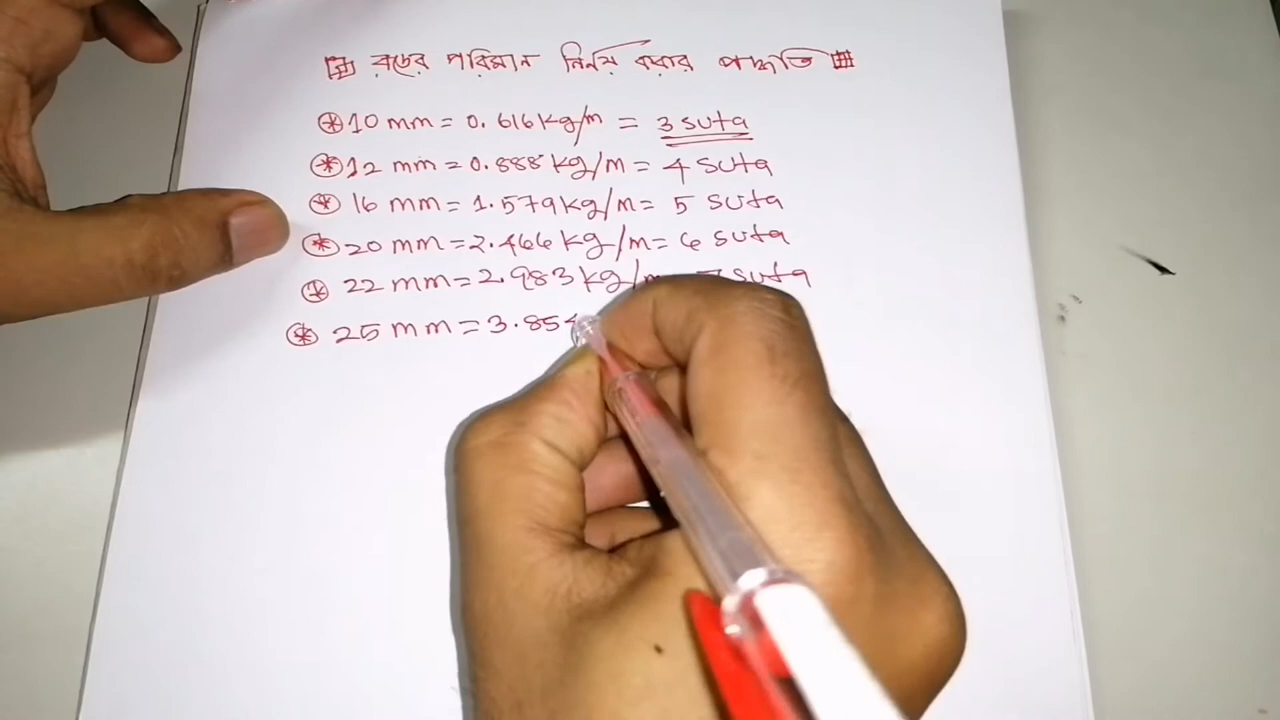 রডের পরিমান নির্নয় করার পদ্ধতি
10 mm = 0.616 kg/m = 3 suta
12 mm = 0.888 kg/m = 4 suta
16 mm = 1.579 kg/m = 5 suta
20 mm = 2.466 kg/m = 6 suta
22 mm = 2.983 kg/m suta
25 mm = 3.854